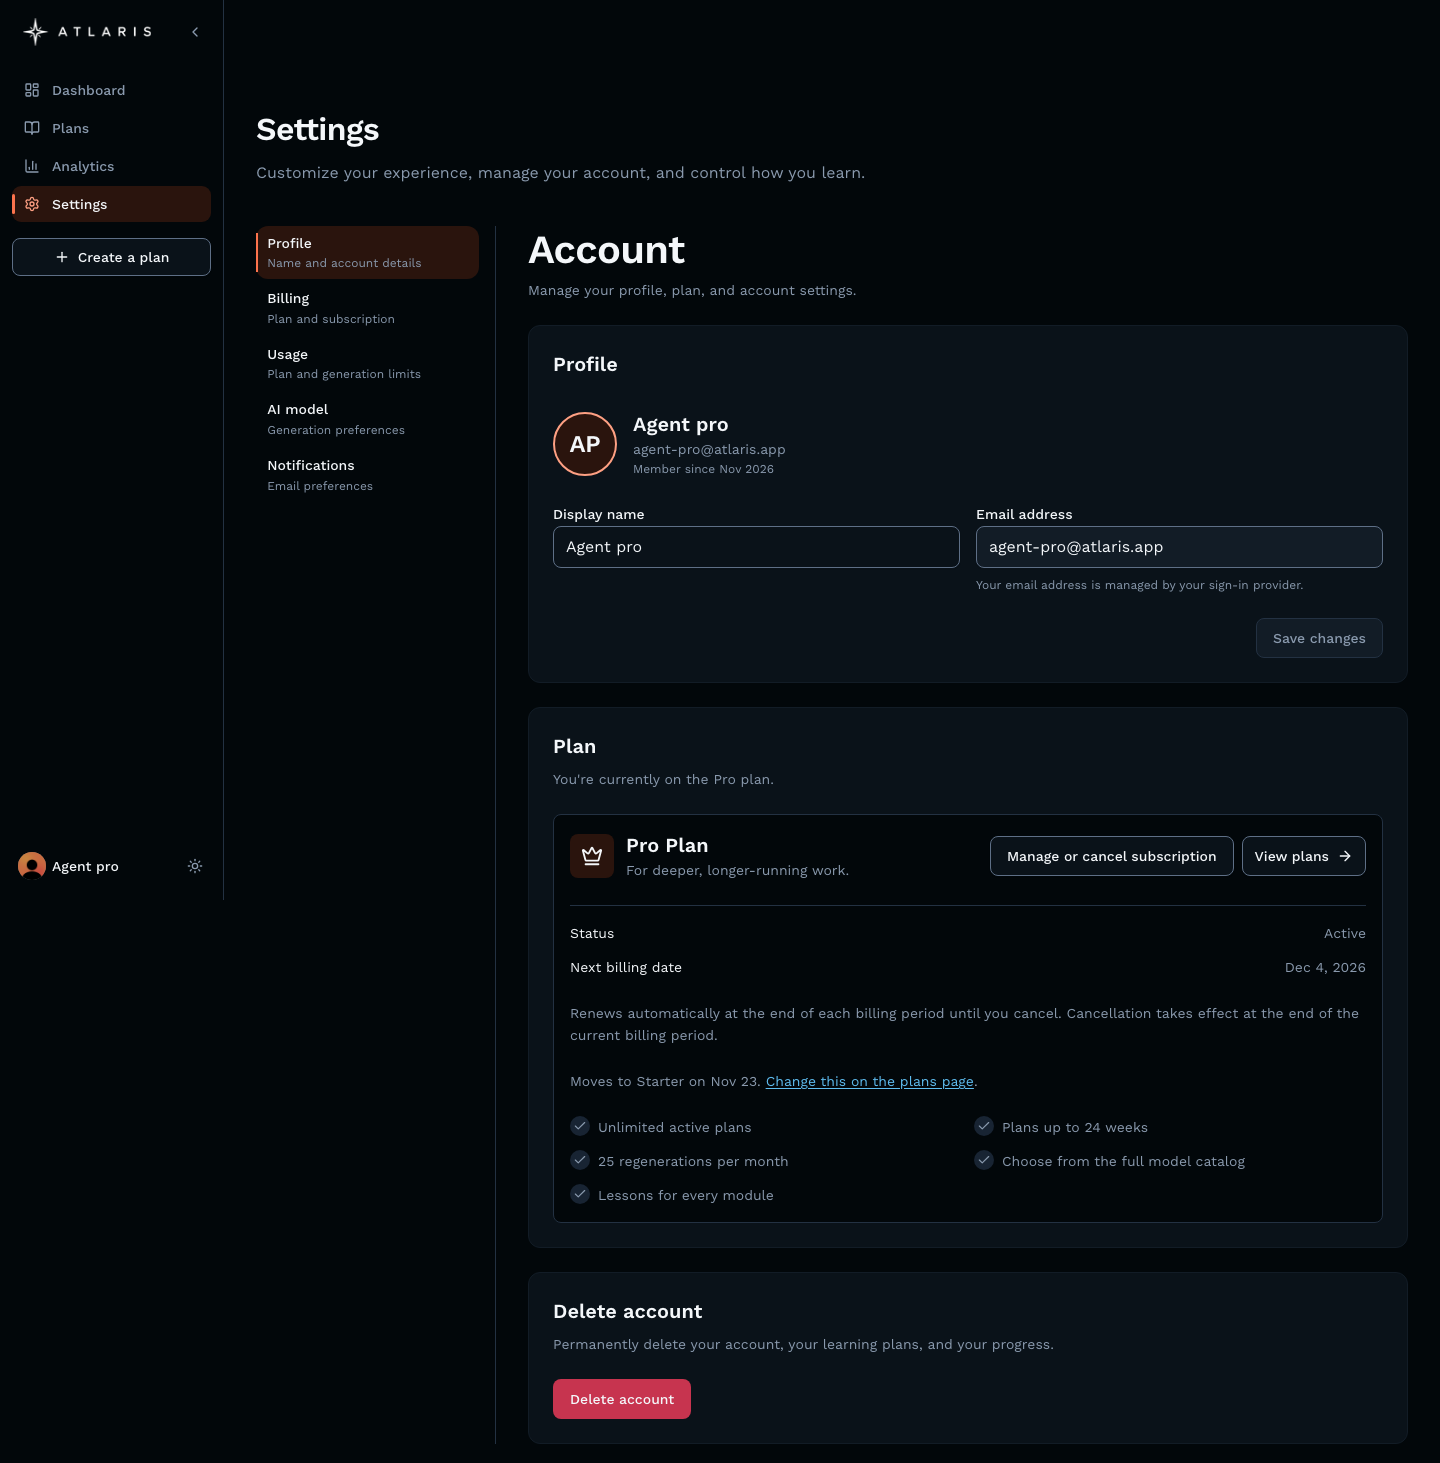 ATLARIS
Dashboard
Plans
Analytics
Settings
Create a plan
Agent pro
Settings
Customize your experience, manage your account, and control how you learn.
Profile
Name and account details
Billing
Plan and subscription
Usage
Plan and generation limits
AI model
Generation preferences
Notifications
Email preferences
Account
Manage your profile, plan, and account settings.
Profile
AP
Agent pro
agent-pro@atlaris.app
Member since Nov 2026
Display name
Agent pro
Email address
agent-pro@atlaris.app
Your email address is managed by your sign-in provider.
Save changes
Plan
You're currently on the Pro plan.
Pro Plan
For deeper, longer-running work.
Manage or cancel subscription
View plans
Status
Active
Next billing date
Dec 4, 2026
Renews automatically at the end of each billing period until you cancel. Cancellation takes effect at the end of the
current billing period.
Moves to Starter on Nov 23. Change this on the plans page.
Unlimited active plans
Plans up to 24 weeks
25 regenerations per month
Choose from the full model catalog
Lessons for every module
Delete account
Permanently delete your account, your learning plans, and your progress.
Delete account